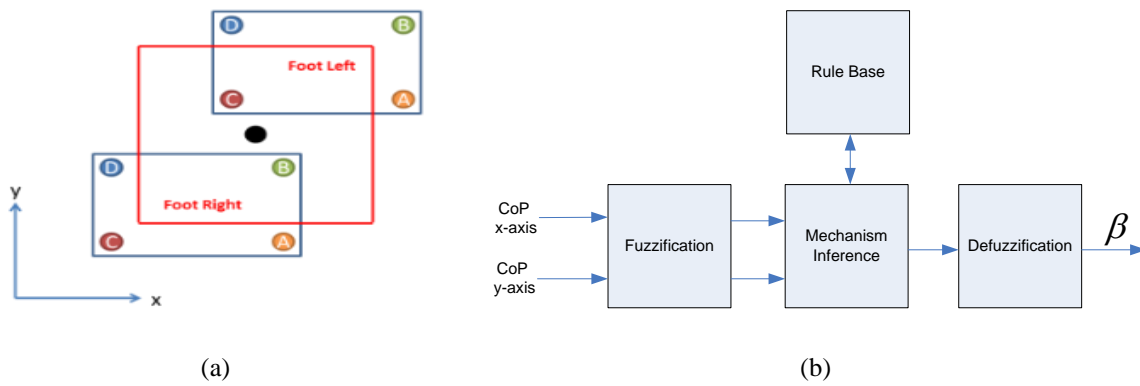 D
B
Foot Left
C
A
D
B
Foot Right
C
A
y
x
(a)
Rule Base
CoP
x-axis
CoP
y-axis
Fuzzification
Mechanism
Inference
Defuzzification
β
(b)